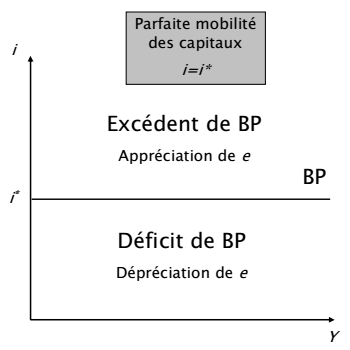 Parfaite mobilité
des capitaux
i=i*
i
Excédent de BP
Appréciation de e
BP
i*
Déficit de BP
Dépréciation de e
Y